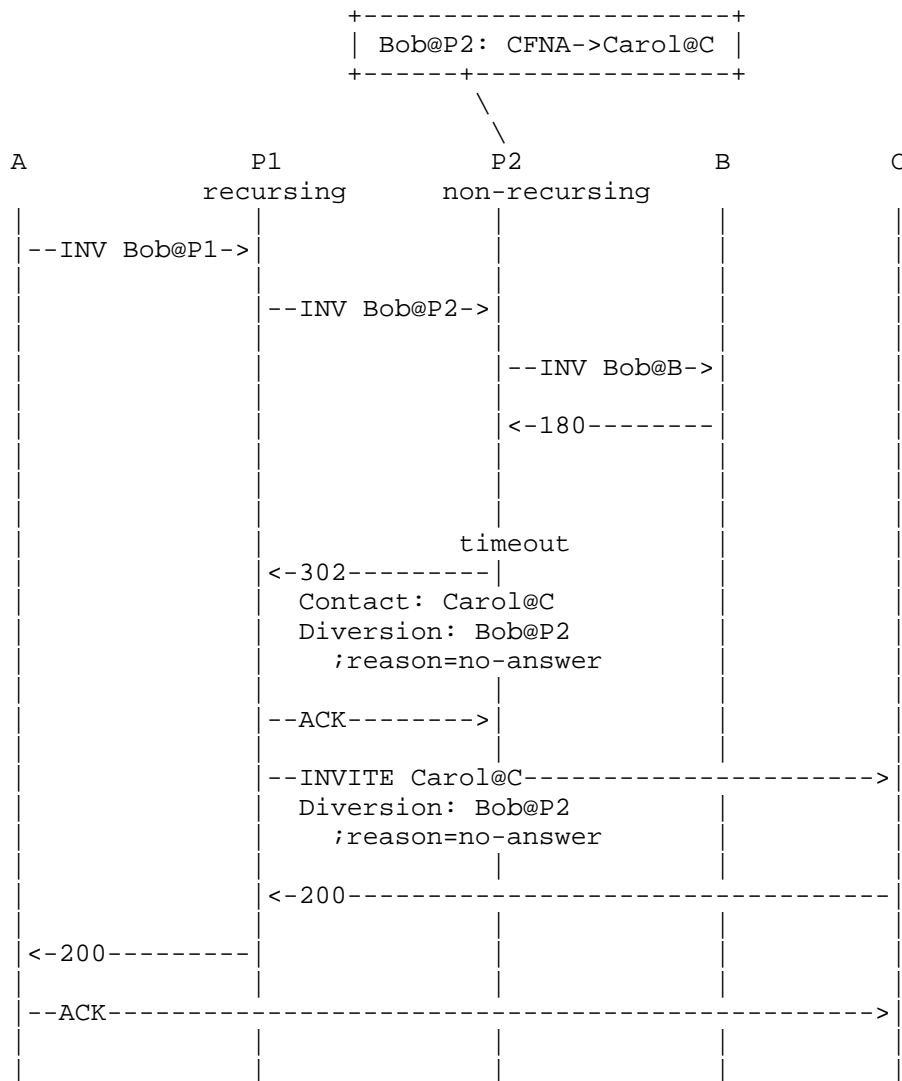 Bob@P2: CFNA->Carol@C
A P1 P2 B C
recursing non-recursing
--INV Bob@P1->
--INV Bob@P2->
--INV Bob@B->
<-180--------
timeout
<-302---------
Contact: Carol@C
Diversion: Bob@P2
;reason=no-answer
--ACK-------->
--INVITE Carol@C---------------------->
Diversion: Bob@P2
;reason=no-answer
<-200----------------------------------
<-200---------
--ACK------------------------------------------------>